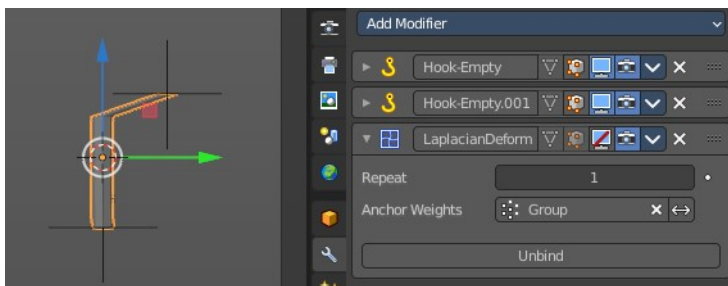 Add Modifier
Hook-Empty
Hook-Empty.001
LaplacianDeform
Repeat 1
Anchor Weights Group
Unbind